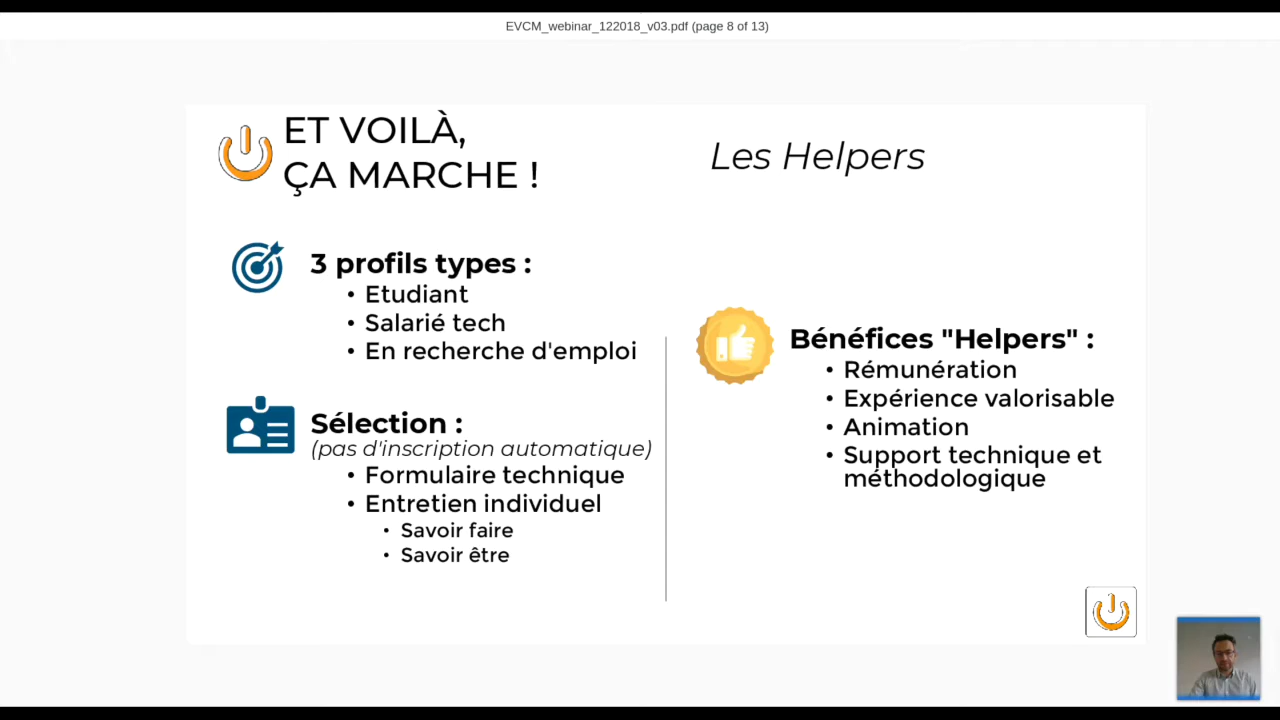 EVCM_webinar_122018_v03.pdf (page 8 of 13)
ET VOILÀ,
ÇA MARCHE !
Les Helpers
3 profils types :
• Etudiant
• Salarié tech
• En recherche d'emploi
Sélection :
(pas d'inscription automatique)
• Formulaire technique
• Entretien individuel
• Savoir faire
• Savoir être
Bénéfices "Helpers" :
• Rémunération
• Expérience valorisable
• Animation
• Support technique et
méthodologique